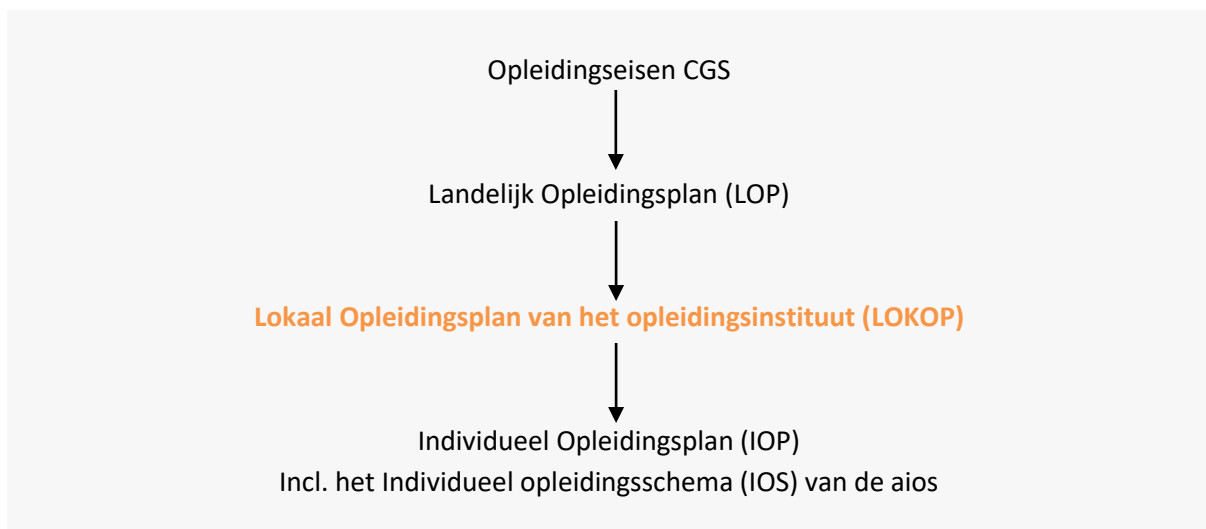 Opleidingseisen CGS
Landelijk Opleidingsplan (LOP)
Lokaal Opleidingsplan van het opleidingsinstituut (LOKOP)
Individueel Opleidingsplan (IOP)
Incl. het Individueel opleidingsschema (IOS) van de aios